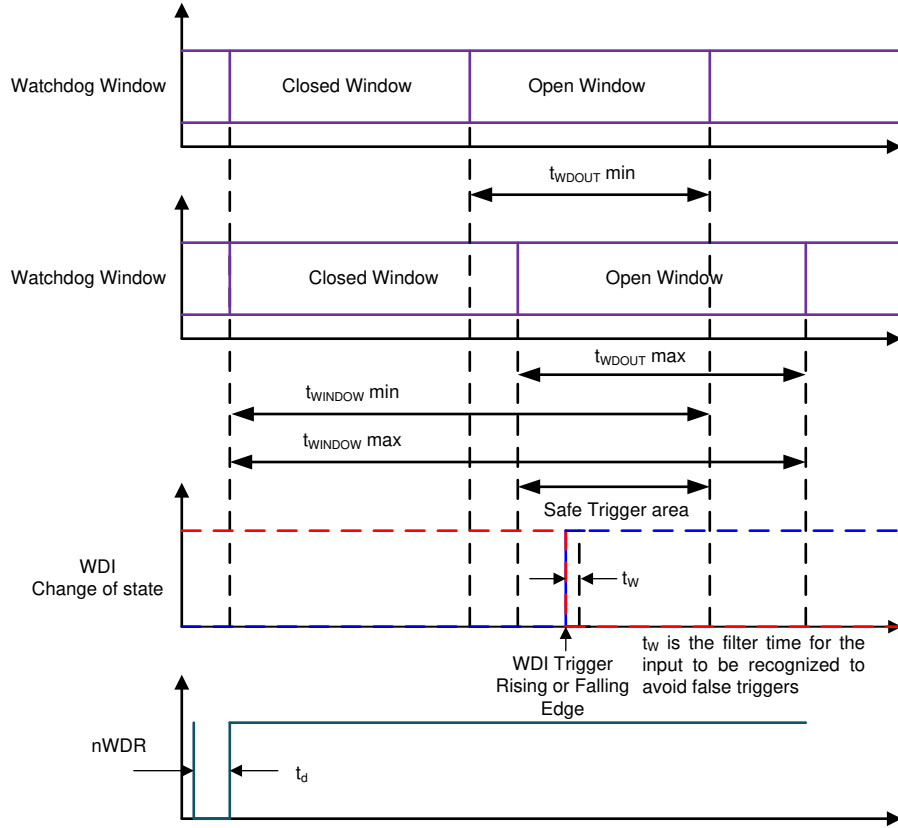 Watchdog Window
Closed Window
Open Window
tWDOUT min
Watchdog Window
Closed Window
Open Window
tWDOUT max
tWINDOW min
tWINDOW max
Safe Trigger area
WDI
Change of state
tW
WDI Trigger
Rising or Falling
Edge
tW is the filter time for the
input to be recognized to
avoid false triggers
nWDR
td